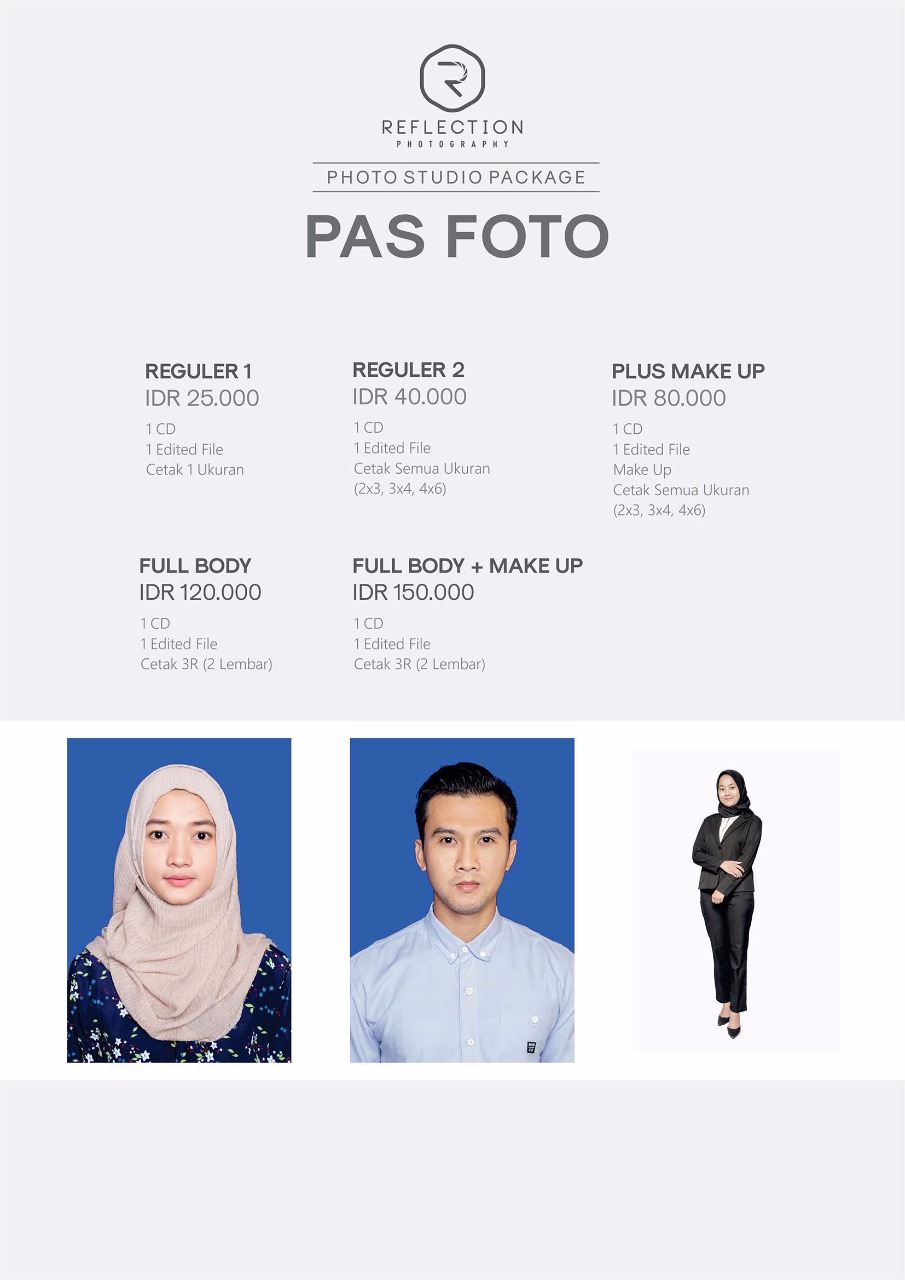 REFLECTION
PHOTOGRAPHY
PHOTO STUDIO PACKAGE
PAS FOTO
REGULER 1
IDR 25.000
1 CD
1 Edited File
Cetak 1 Ukuran
REGULER 2
IDR 40.000
1 CD
1 Edited File
Cetak Semua Ukuran
(2x3, 3x4, 4x6)
PLUS MAKE UP
IDR 80.000
1 CD
1 Edited File
Make Up
Cetak Semua Ukuran
(2x3, 3x4, 4x6)
FULL BODY
IDR 120.000
1 CD
1 Edited File
Cetak 3R (2 Lembar)
FULL BODY + MAKE UP
IDR 150.000
1 CD
1 Edited File
Cetak 3R (2 Lembar)